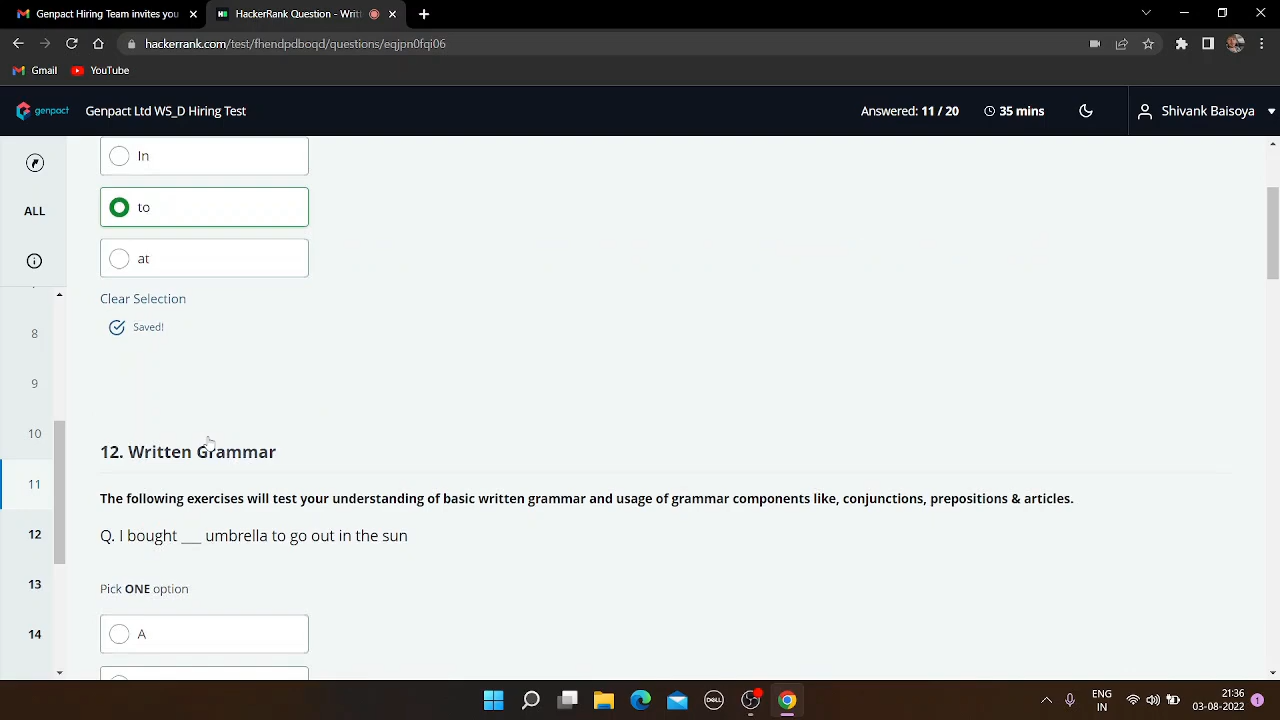 Genpact Hiring Team invites you
HackerRank Question - Writ
hackerrank.com/test/fhendpdboqd/questions/eqjpn0fqi06
Gmail
YouTube
genpact
Genpact Ltd WS_D Hiring Test
Answered: 11 / 20
35 mins
Shivank Baisoya
ALL
8
9
10
11
12
13
14
In
to
at
Clear Selection
Saved!
12. Written Grammar
The following exercises will test your understanding of basic written grammar and usage of grammar components like, conjunctions, prepositions & articles.
Q. I bought ___ umbrella to go out in the sun
Pick ONE option
A
DELL
ENG
IN
21:36
03-08-2022
1